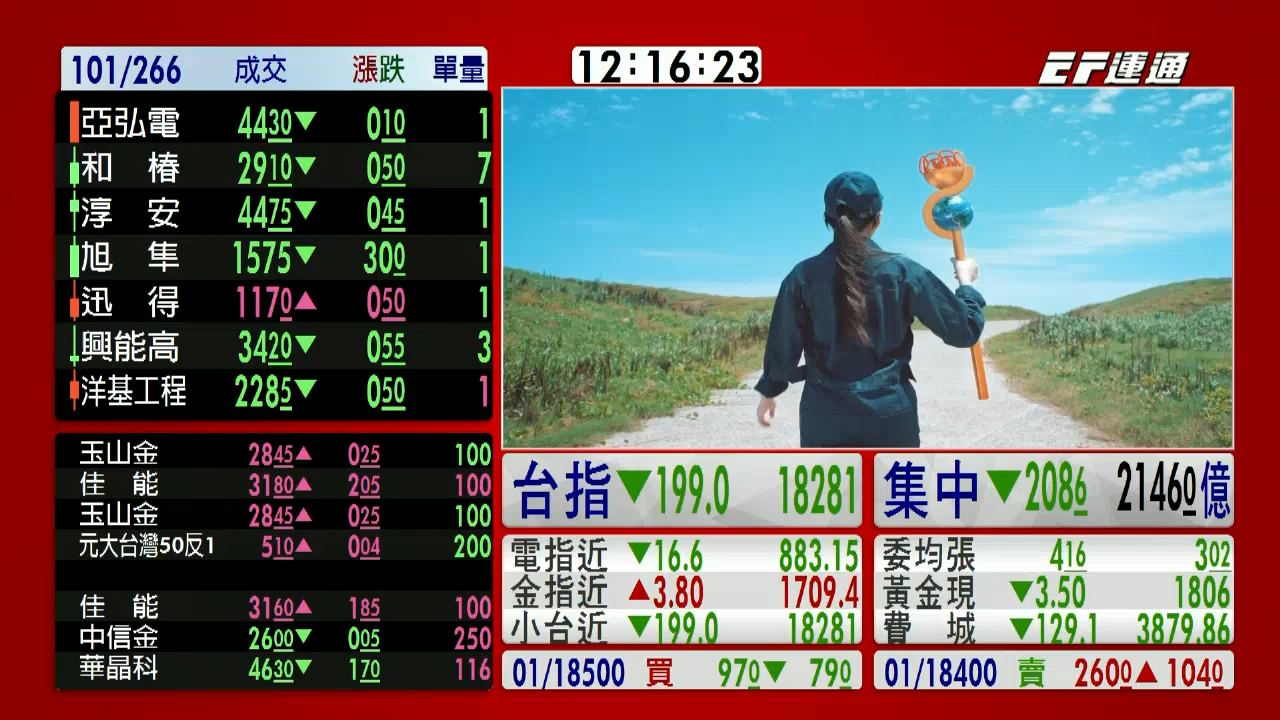 101/266 成交 漲跌 單量
亞弘電 4430▼ 010 1
和 椿 2910▼ 050 7
淳 安 4475▼ 045 1
旭 隼 1575▼ 300 1
迅 得 1170▲ 050 1
興能高 3420▼ 055 3
洋基工程 2285▼ 050 1
玉山金 2845▲ 025 100
佳 能 3180▲ 205 100
玉山金 2845▲ 025 100
元大台灣50反1 510▲ 004 200
佳 能 3160▲ 185 100
中信金 2600▼ 005 250
華晶科 4630▼ 170 116
12:16:23
EF運通
台指▼199.0 18281
集中▼2086 21460億
電指近 ▼16.6 883.15
金指近 ▲3.80 1709.4
小台近 ▼199.0 18281
委均張 416 302
黃金現 ▼3.50 1806
費 城 ▼129.1 3879.86
01/18500 買 970▼ 790
01/18400 賣 2600▲ 1040